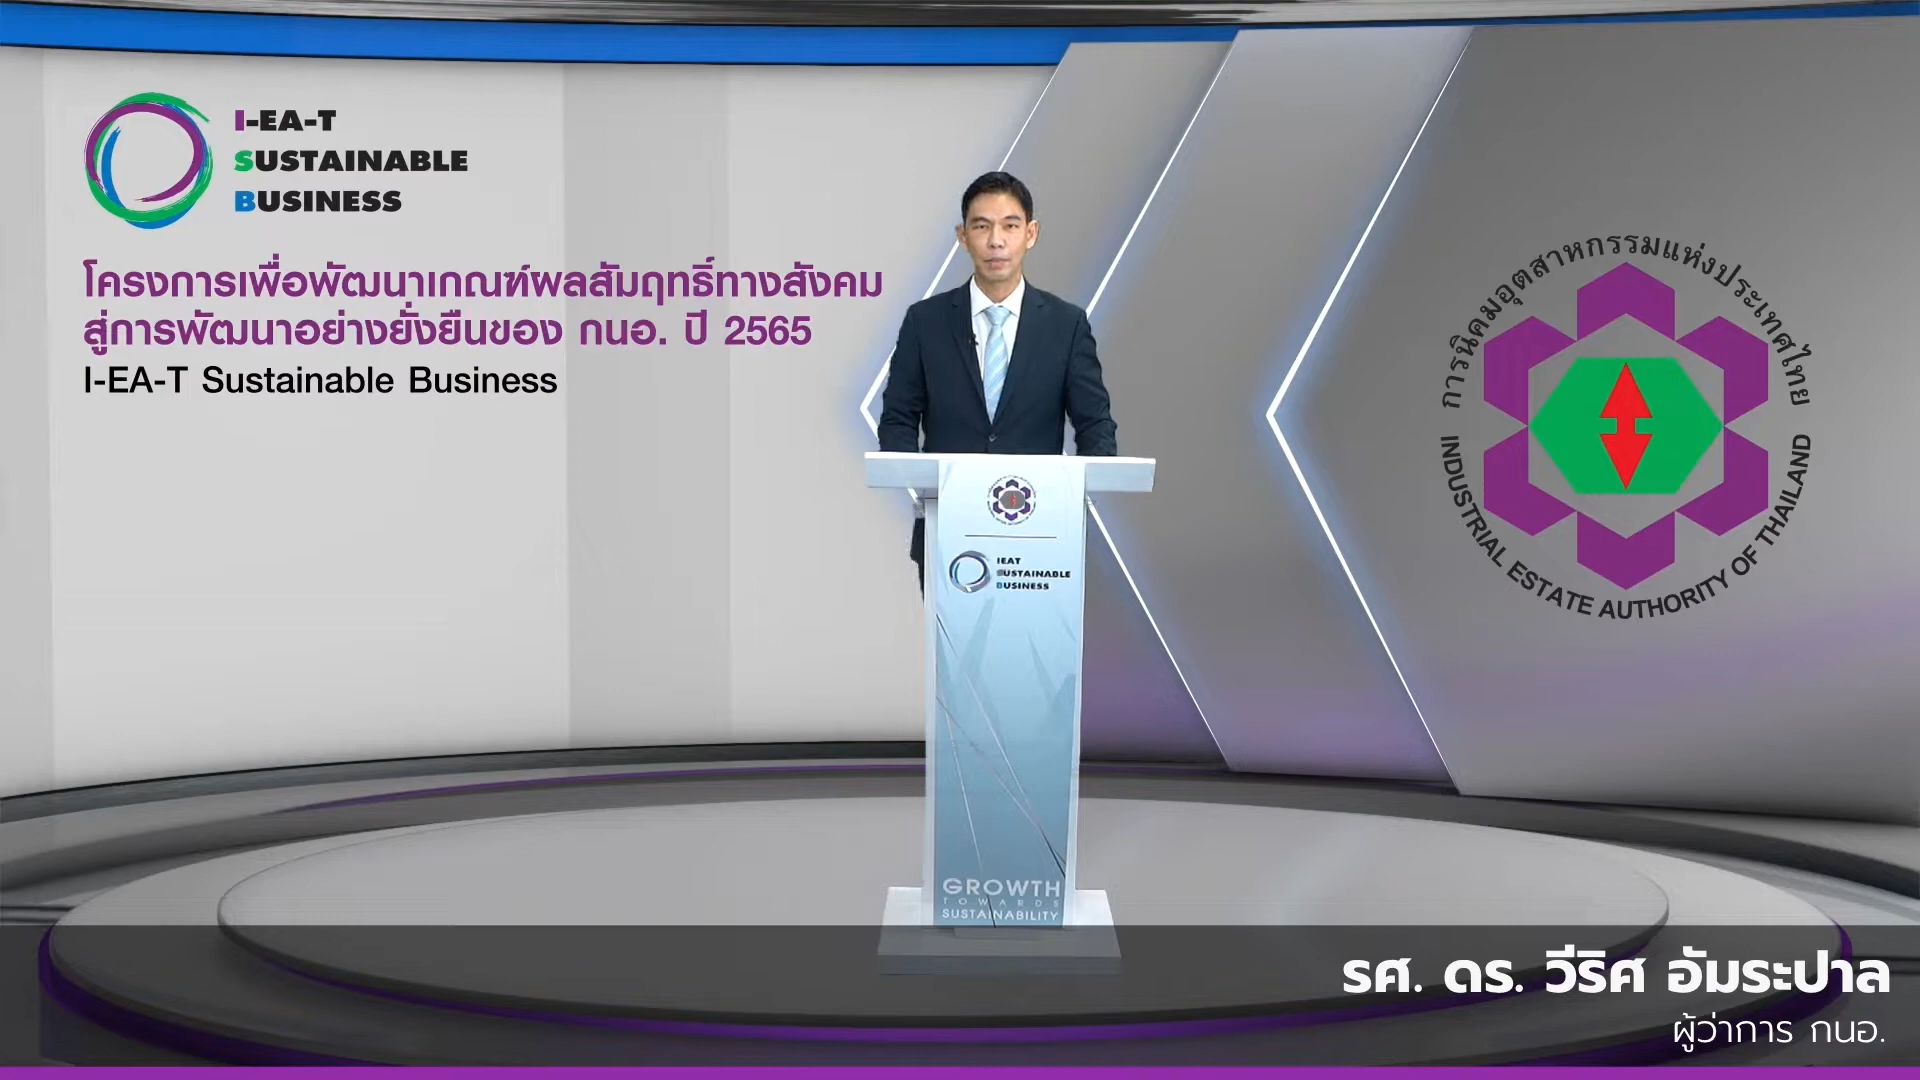 I-EA-T
SUSTAINABLE
BUSINESS
โครงการเพื่อพัฒนาเกณฑ์ผลสัมฤทธิ์ทางสังคม
สู่การพัฒนาอย่างยั่งยืนของ กนอ. ปี 2565
I-EA-T Sustainable Business
การนิคมอุตสาหกรรมแห่งประเทศไทย
INDUSTRIAL ESTATE AUTHORITY OF THAILAND
IEAT
SUSTAINABLE
BUSINESS
GROWTH
TOWARDS
SUSTAINABILITY
รศ. ดร. วีริศ อัมระปาล
ผู้ว่าการ กนอ.